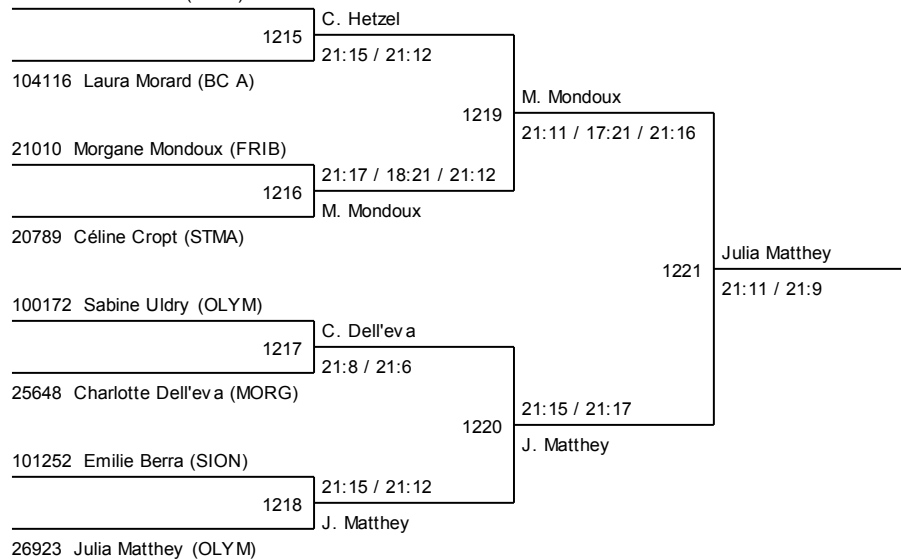 C. Hetzel
1215
21:15 / 21:12
104116 Laura Morard (BC A)
M. Mondoux
1219
21:11 / 17:21 / 21:16
21010 Morgane Mondoux (FRIB)
21:17 / 18:21 / 21:12
1216
M. Mondoux
20789 Céline Cropt (STMA)
Julia Matthey
1221
21:11 / 21:9
100172 Sabine Uldry (OLYM)
C. Dell'eva
1217
21:8 / 21:6
25648 Charlotte Dell'eva (MORG)
21:15 / 21:17
1220
J. Matthey
101252 Emilie Berra (SION)
21:15 / 21:12
1218
J. Matthey
26923 Julia Matthey (OLYM)